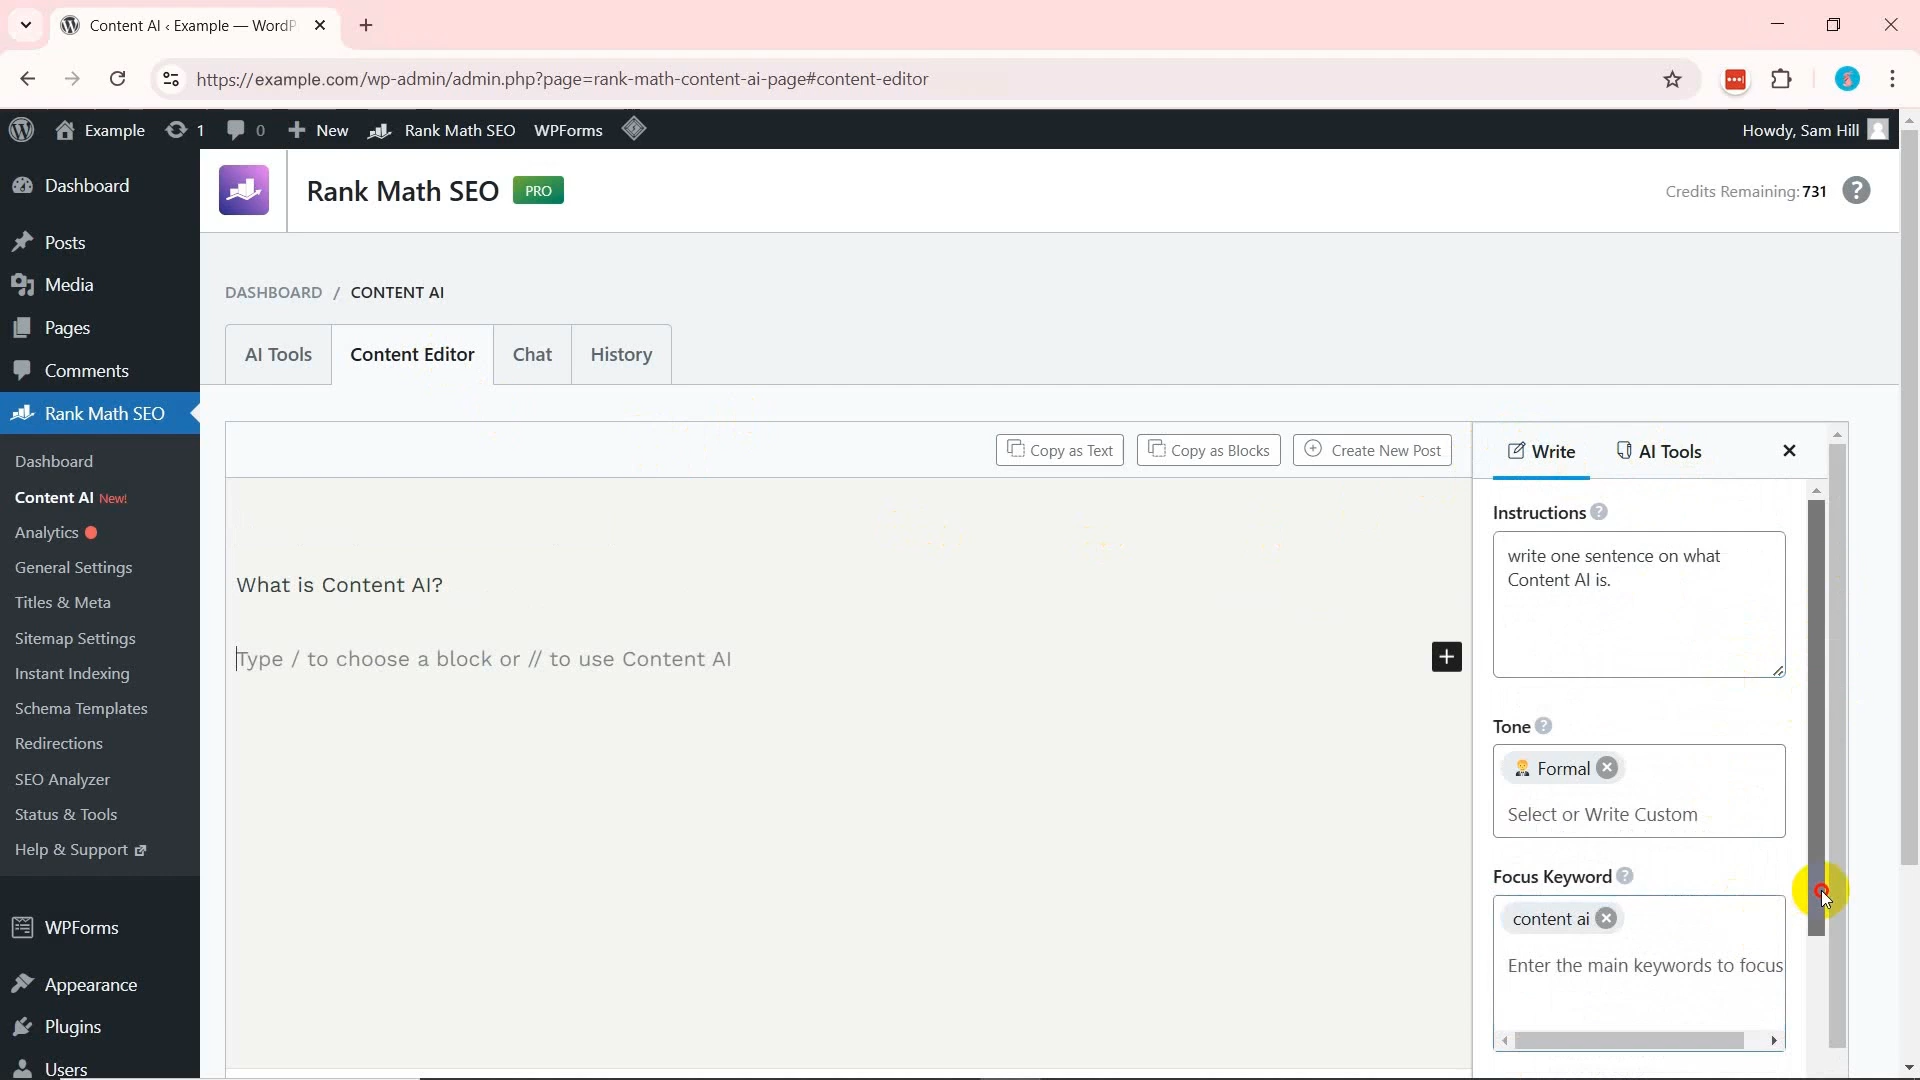 Content AI ‹ Example — WordP
https://example.com/wp-admin/admin.php?page=rank-math-content-ai-page#content-editor
Example 1 0 New Rank Math SEO WPForms Howdy, Sam Hill
Dashboard
Posts
Media
Pages
Comments
Rank Math SEO
Dashboard
Content AI New!
Analytics
General Settings
Titles & Meta
Sitemap Settings
Instant Indexing
Schema Templates
Redirections
SEO Analyzer
Status & Tools
Help & Support
WPForms
Appearance
Plugins
Users
Rank Math SEO PRO
Credits Remaining: 731 ?
DASHBOARD / CONTENT AI
AI Tools Content Editor Chat History
Copy as Text Copy as Blocks Create New Post
What is Content AI?
Type / to choose a block or // to use Content AI
Write AI Tools
Instructions ?
write one sentence on what
Content AI is.
Tone ?
Formal
Select or Write Custom
Focus Keyword ?
content ai
Enter the main keywords to focus